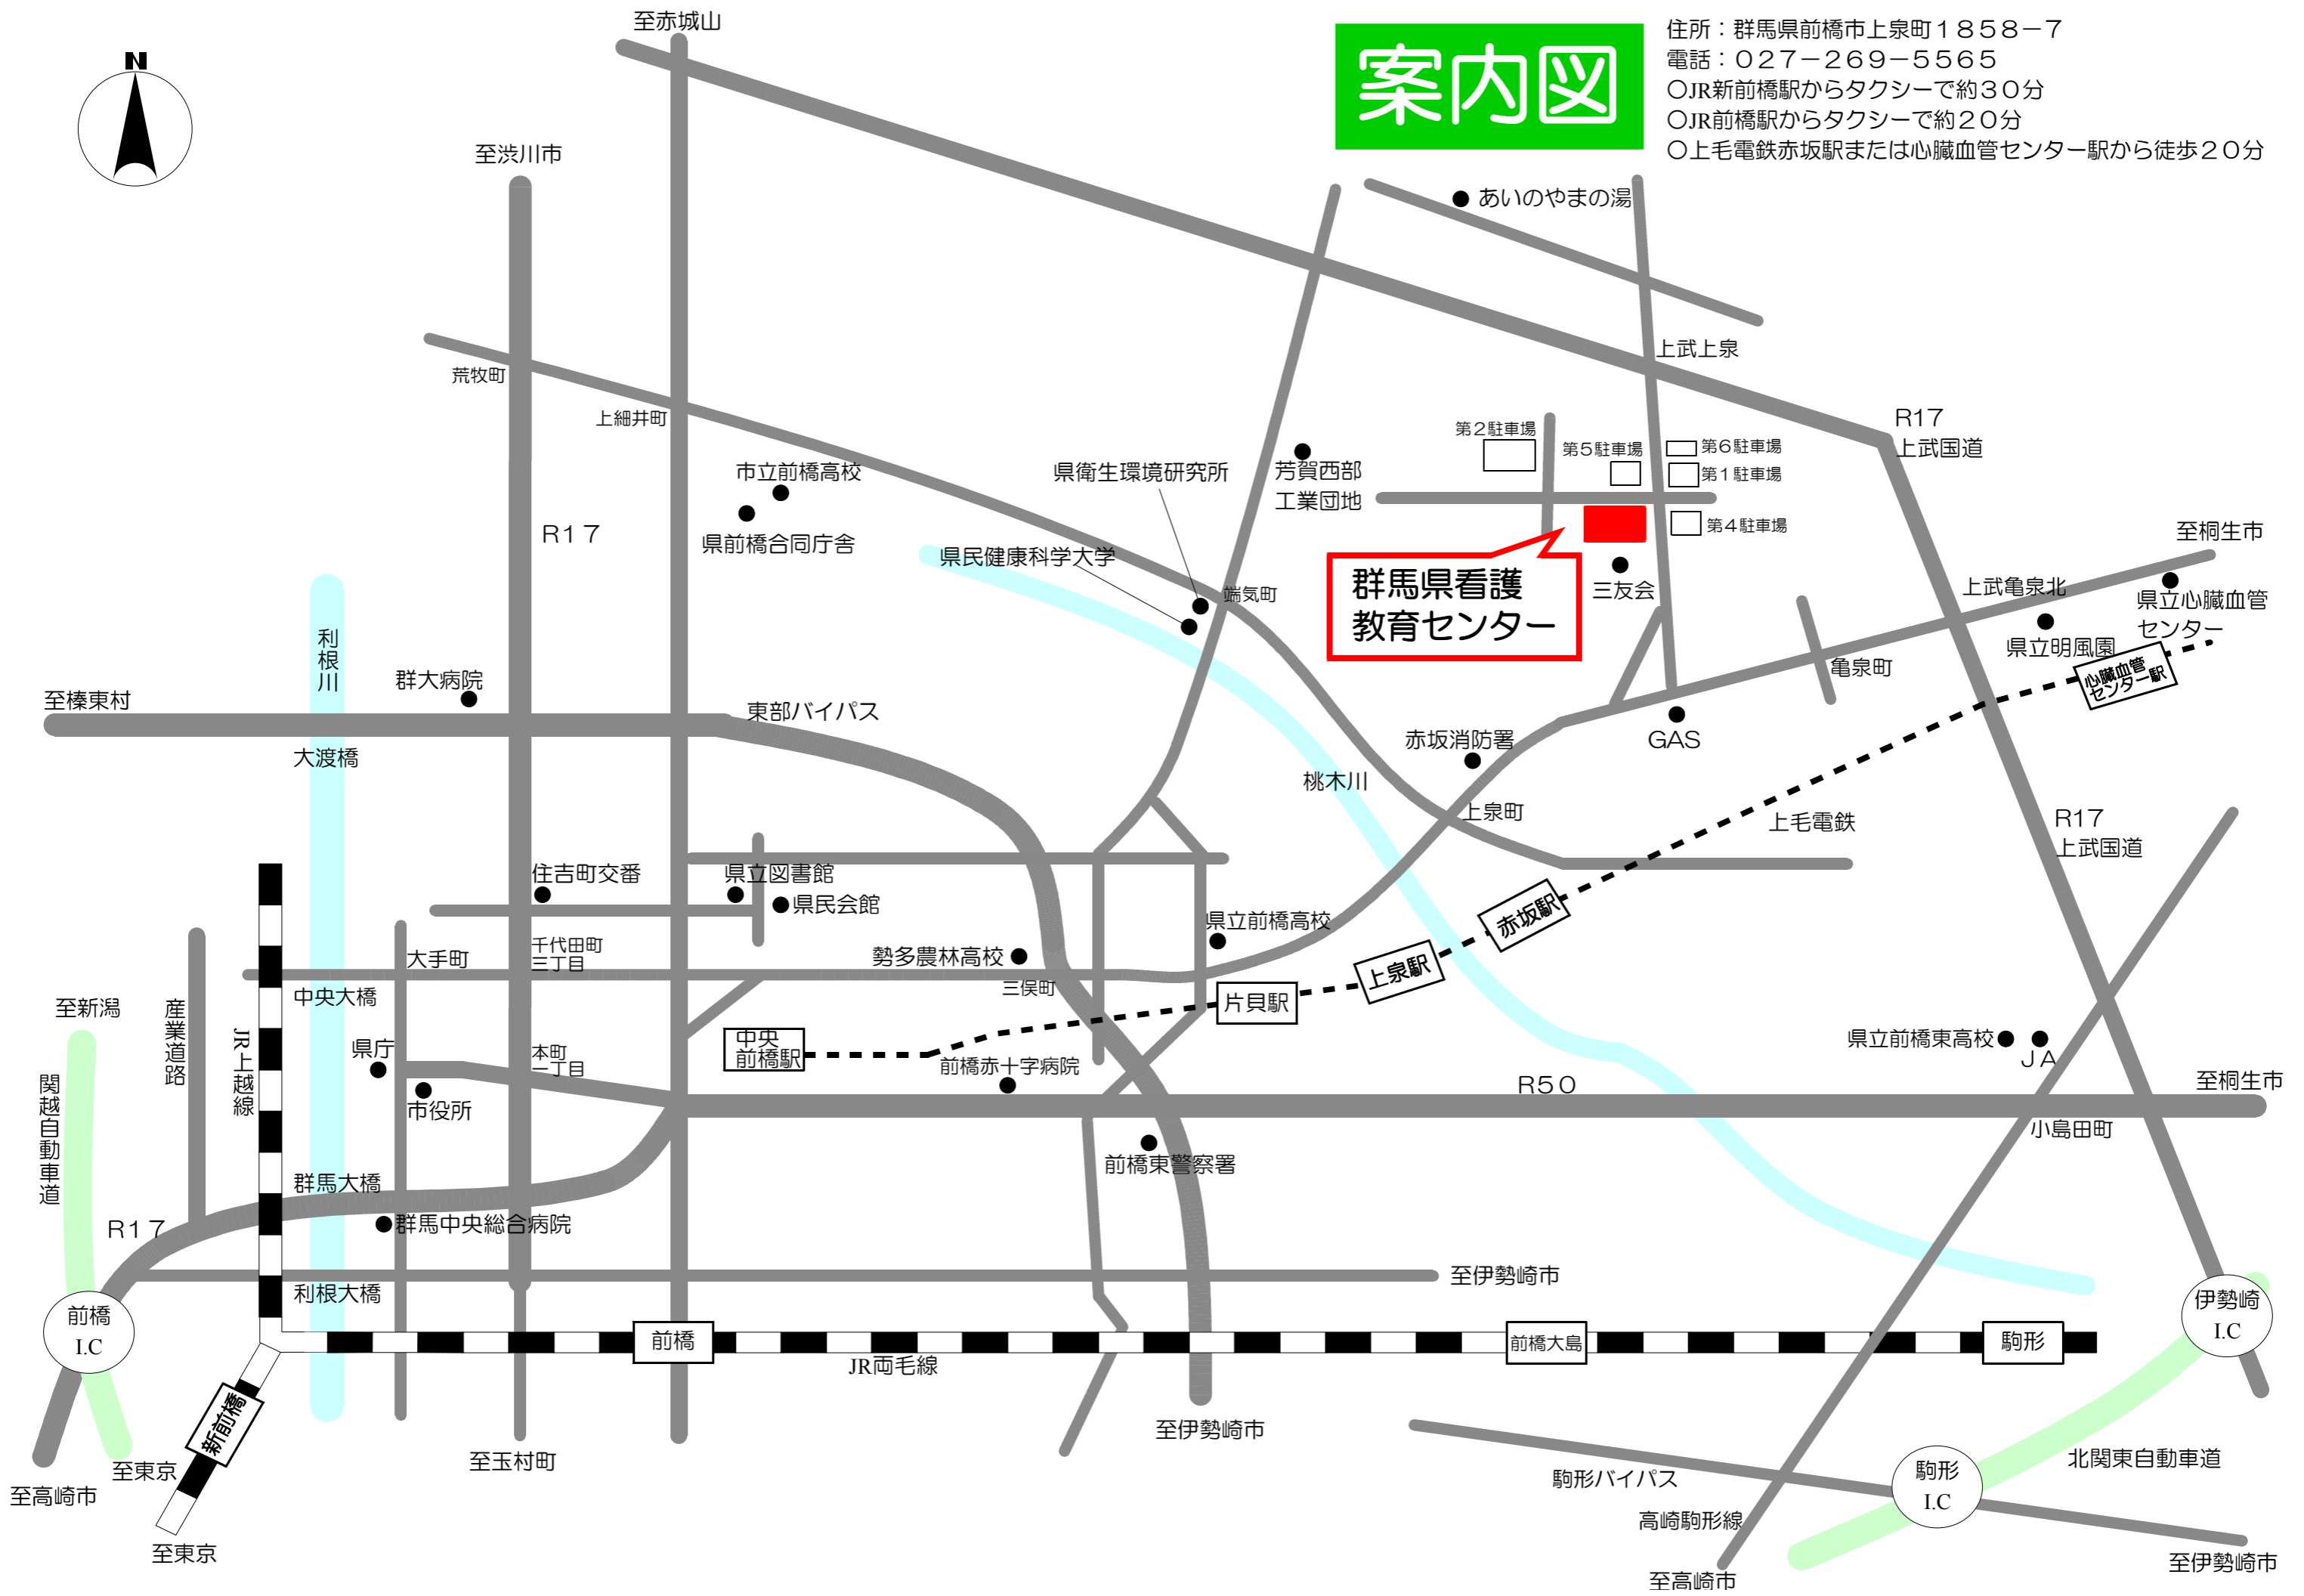 案内図
住所：群馬県前橋市上泉町１８５８－７
電話：０２７－２６９－５５６５
〇JR新前橋駅からタクシーで約３０分
〇JR前橋駅からタクシーで約２０分
〇上毛電鉄赤坂駅または心臓血管センター駅から徒歩２０分
N
至赤城山
至渋川市
あいのやまの湯
上武上泉
荒牧町
上細井町
R17
上武国道
第２駐車場
第５駐車場
第６駐車場
第１駐車場
第４駐車場
市立前橋高校
県前橋合同庁舎
県衛生環境研究所
県民健康科学大学
芳賀西部
工業団地
R17
群馬県看護
教育センター
三友会
端気町
至桐生市
上武亀泉北
県立心臓血管
センター
県立明風園
心臓血管
センター駅
亀泉町
利根川
群大病院
至榛東村
東部バイパス
大渡橋
GAS
赤坂消防署
桃木川
上泉町
上毛電鉄
R17
上武国道
住吉町交番
県立図書館
県民会館
赤坂駅
県立前橋高校
大手町
千代田町
三丁目
勢多農林高校
三俣町
上泉駅
片貝駅
中央大橋
至新潟
産業道路
JR上越線
関越自動車道
県庁
市役所
本町
一丁目
中央
前橋駅
前橋赤十字病院
県立前橋東高校
ＪＡ
R50
至桐生市
小島田町
前橋東警察署
群馬大橋
R17
群馬中央総合病院
利根大橋
至伊勢崎市
前橋
I.C
伊勢崎
I.C
前橋
前橋大島
駒形
JR両毛線
新前橋
至伊勢崎市
至玉村町
至東京
至高崎市
至東京
駒形バイパス
駒形
I.C
北関東自動車道
高崎駒形線
至伊勢崎市
至高崎市